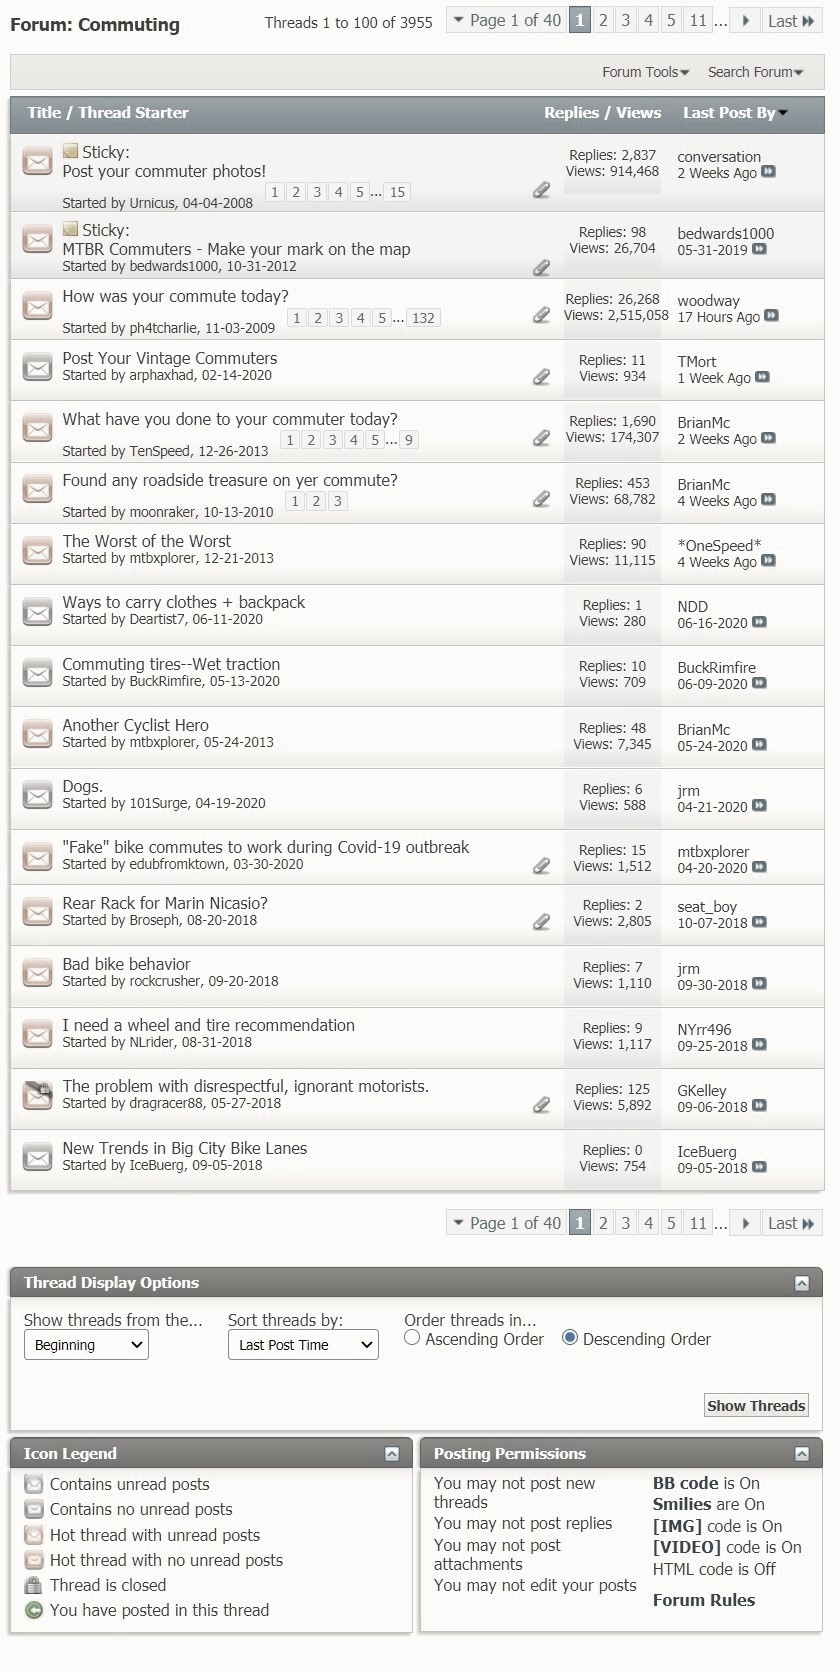 Forum: Commuting
Threads 1 to 100 of 3955
Page 1 of 40 1 2 3 4 5 11 ... Last
Forum Tools Search Forum
Title / Thread Starter Replies / Views Last Post By
Sticky:
Post your commuter photos!
Started by Urnicus, 04-04-2008 1 2 3 4 5 ... 15
Replies: 2,837
Views: 914,468
conversation
2 Weeks Ago
Sticky:
MTBR Commuters - Make your mark on the map
Started by bedwards1000, 10-31-2012
Replies: 98
Views: 26,704
bedwards1000
05-31-2019
How was your commute today?
Started by ph4tcharlie, 11-03-2009 1 2 3 4 5 ... 132
Replies: 26,268
Views: 2,515,058
woodway
17 Hours Ago
Post Your Vintage Commuters
Started by arphaxhad, 02-14-2020
Replies: 11
Views: 934
TMort
1 Week Ago
What have you done to your commuter today?
Started by TenSpeed, 12-26-2013 1 2 3 4 5 ... 9
Replies: 1,690
Views: 174,307
BrianMc
2 Weeks Ago
Found any roadside treasure on yer commute?
Started by moonraker, 10-13-2010 1 2 3
Replies: 453
Views: 68,782
BrianMc
4 Weeks Ago
The Worst of the Worst
Started by mtbxplorer, 12-21-2013
Replies: 90
Views: 11,115
*OneSpeed*
4 Weeks Ago
Ways to carry clothes + backpack
Started by Deartist7, 06-11-2020
Replies: 1
Views: 280
NDD
06-16-2020
Commuting tires--Wet traction
Started by BuckRimfire, 05-13-2020
Replies: 10
Views: 709
BuckRimfire
06-09-2020
Another Cyclist Hero
Started by mtbxplorer, 05-24-2013
Replies: 48
Views: 7,345
BrianMc
05-24-2020
Dogs.
Started by 101Surge, 04-19-2020
Replies: 6
Views: 588
jrm
04-21-2020
"Fake" bike commutes to work during Covid-19 outbreak
Started by edubfromktown, 03-30-2020
Replies: 15
Views: 1,512
mtbxplorer
04-20-2020
Rear Rack for Marin Nicasio?
Started by Broseph, 08-20-2018
Replies: 2
Views: 2,805
seat_boy
10-07-2018
Bad bike behavior
Started by rockcrusher, 09-20-2018
Replies: 7
Views: 1,110
jrm
09-30-2018
I need a wheel and tire recommendation
Started by NLrider, 08-31-2018
Replies: 9
Views: 1,117
NYrr496
09-25-2018
The problem with disrespectful, ignorant motorists.
Started by dragracer88, 05-27-2018
Replies: 125
Views: 5,892
GKelley
09-06-2018
New Trends in Big City Bike Lanes
Started by IceBuerg, 09-05-2018
Replies: 0
Views: 754
IceBuerg
09-05-2018
Page 1 of 40 1 2 3 4 5 11 ... Last
Thread Display Options
Show threads from the...
Beginning
Sort threads by:
Last Post Time
Order threads in...
Ascending Order Descending Order
Show Threads
Icon Legend
Contains unread posts
Contains no unread posts
Hot thread with unread posts
Hot thread with no unread posts
Thread is closed
You have posted in this thread
Posting Permissions
You may not post new
threads
You may not post replies
You may not post
attachments
You may not edit your posts
BB code is On
Smilies are On
[IMG] code is On
[VIDEO] code is On
HTML code is Off
Forum Rules